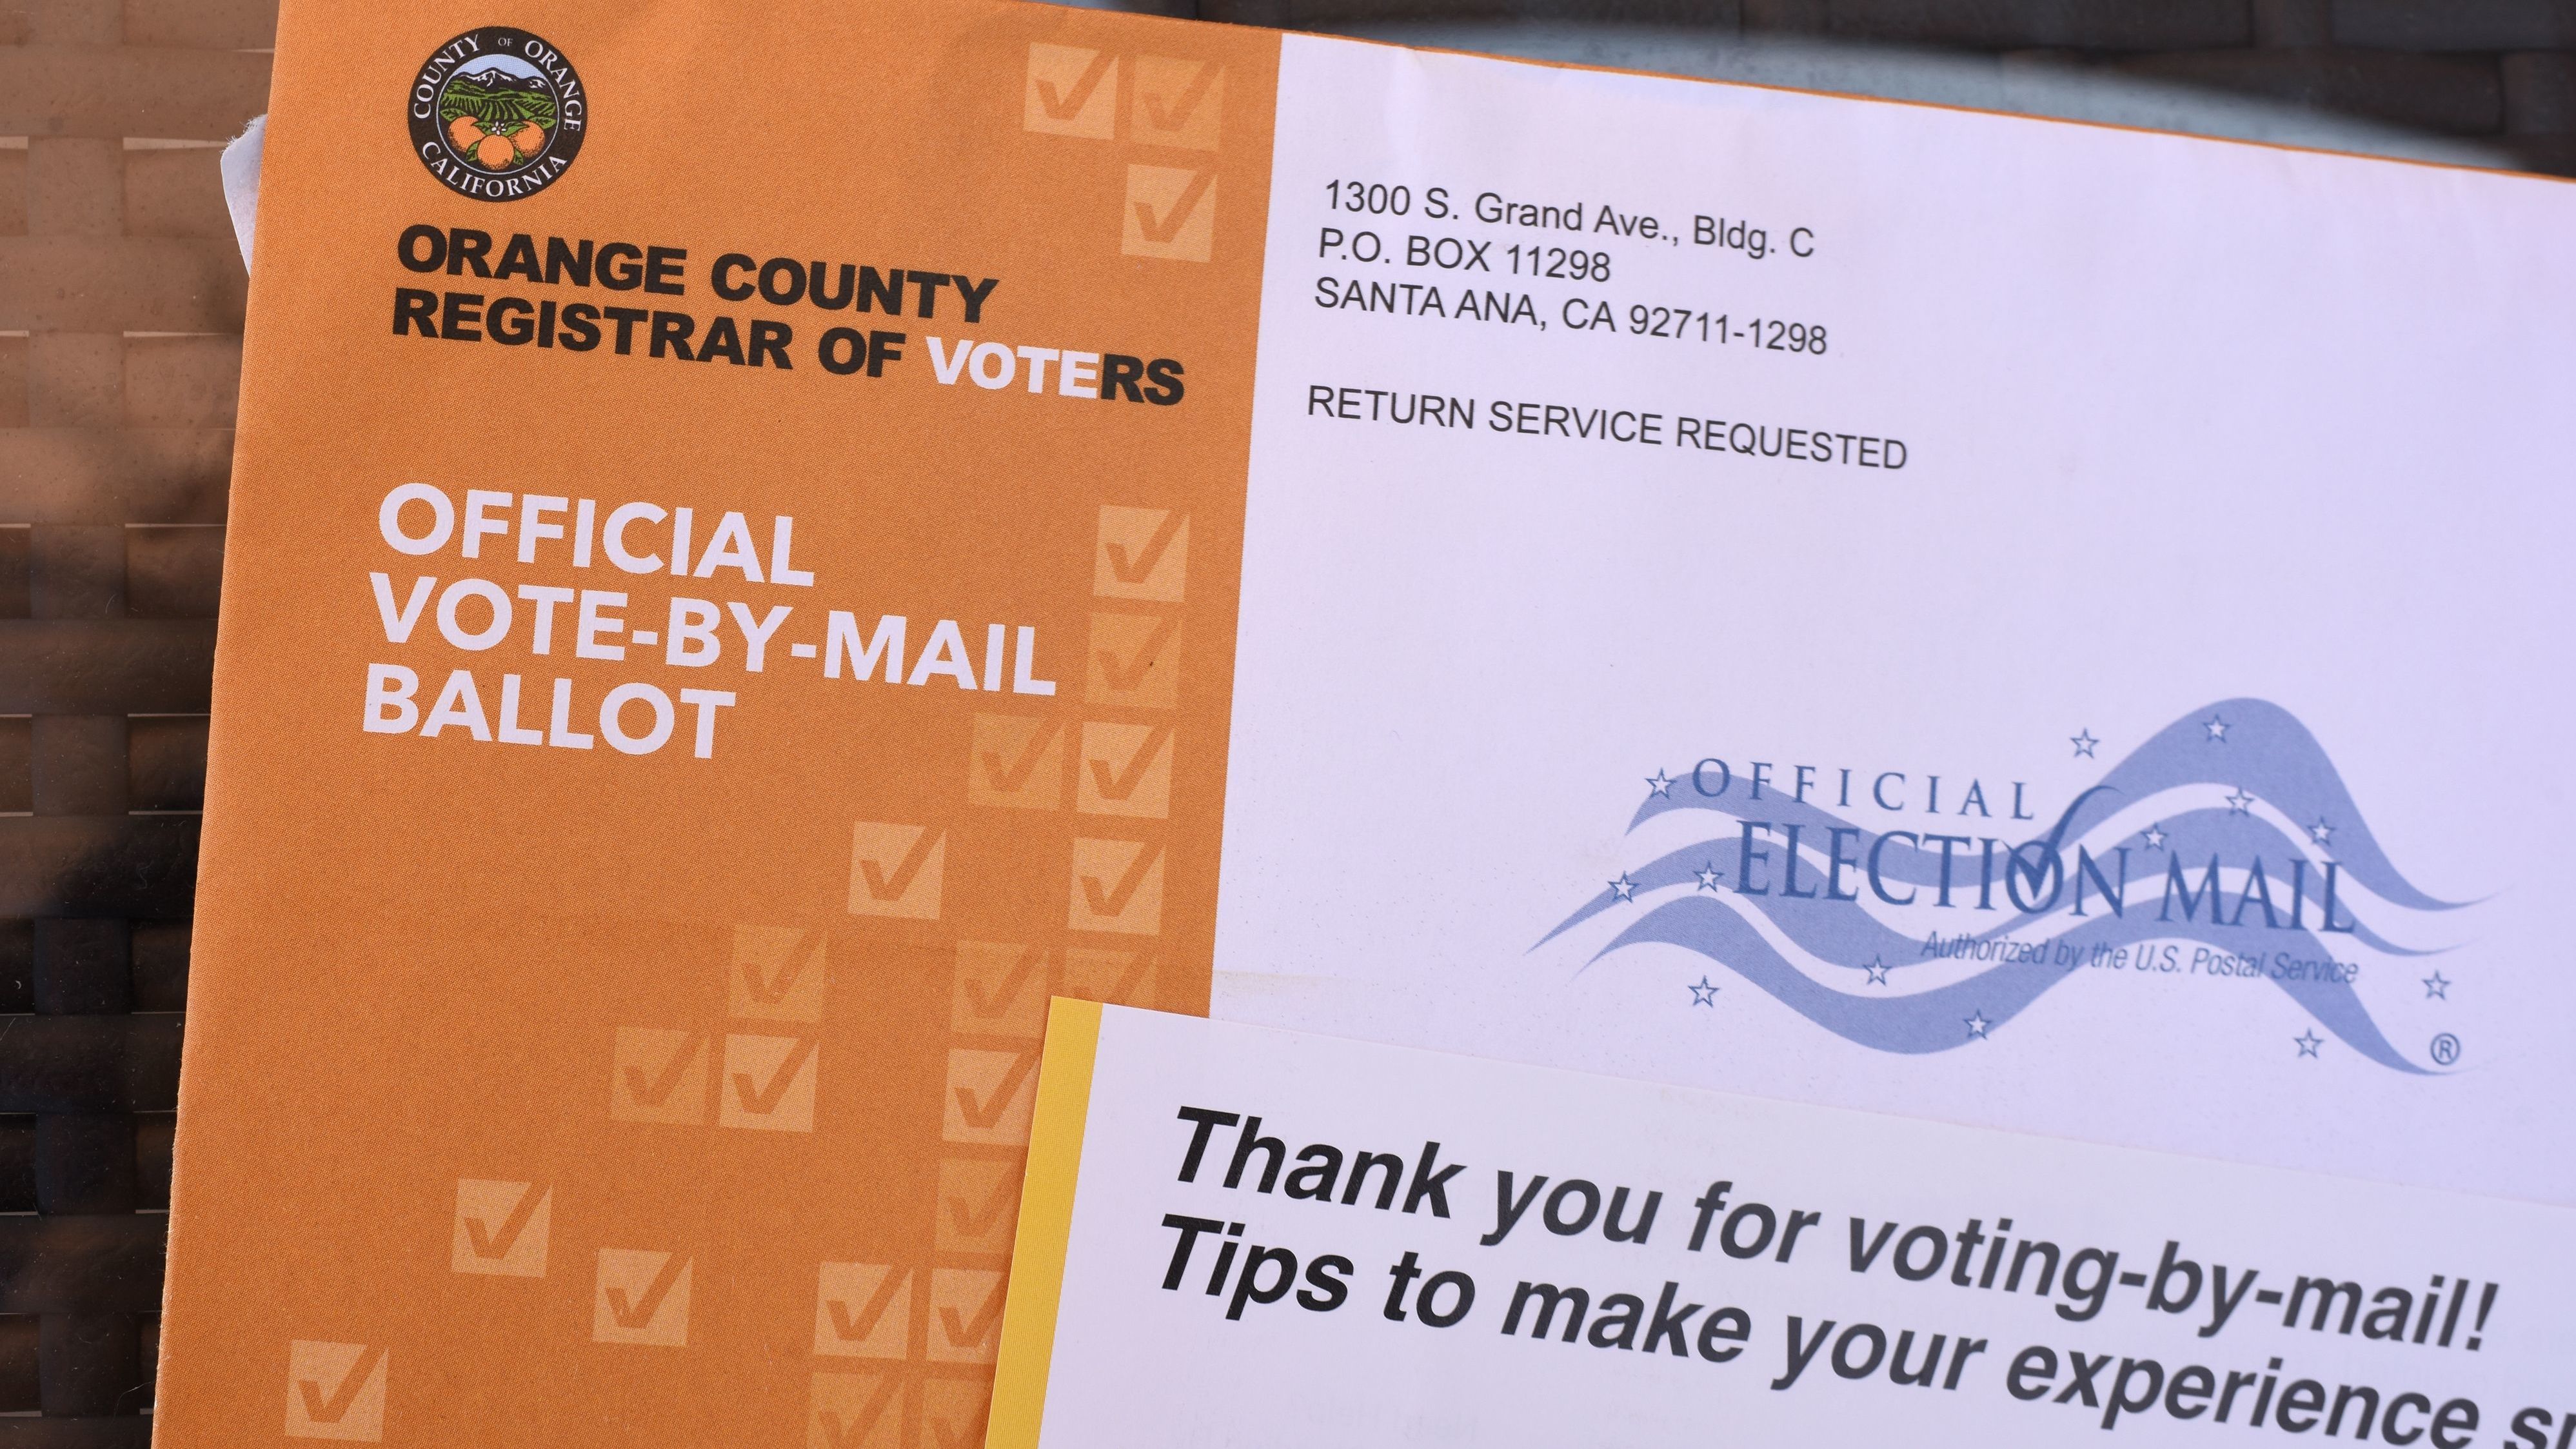 COUNTY OF ORANGE
CALIFORNIA
ORANGE COUNTY
REGISTRAR OF VOTERS
OFFICIAL
VOTE-BY-MAIL
BALLOT
1300 S. Grand Ave., Bldg. C
P.O. BOX 11298
SANTA ANA, CA 92711-1298
RETURN SERVICE REQUESTED
OFFICIAL
ELECTION MAIL
Authorized by the U.S. Postal Service
®
Thank you for voting-by-mail!
Tips to make your experience